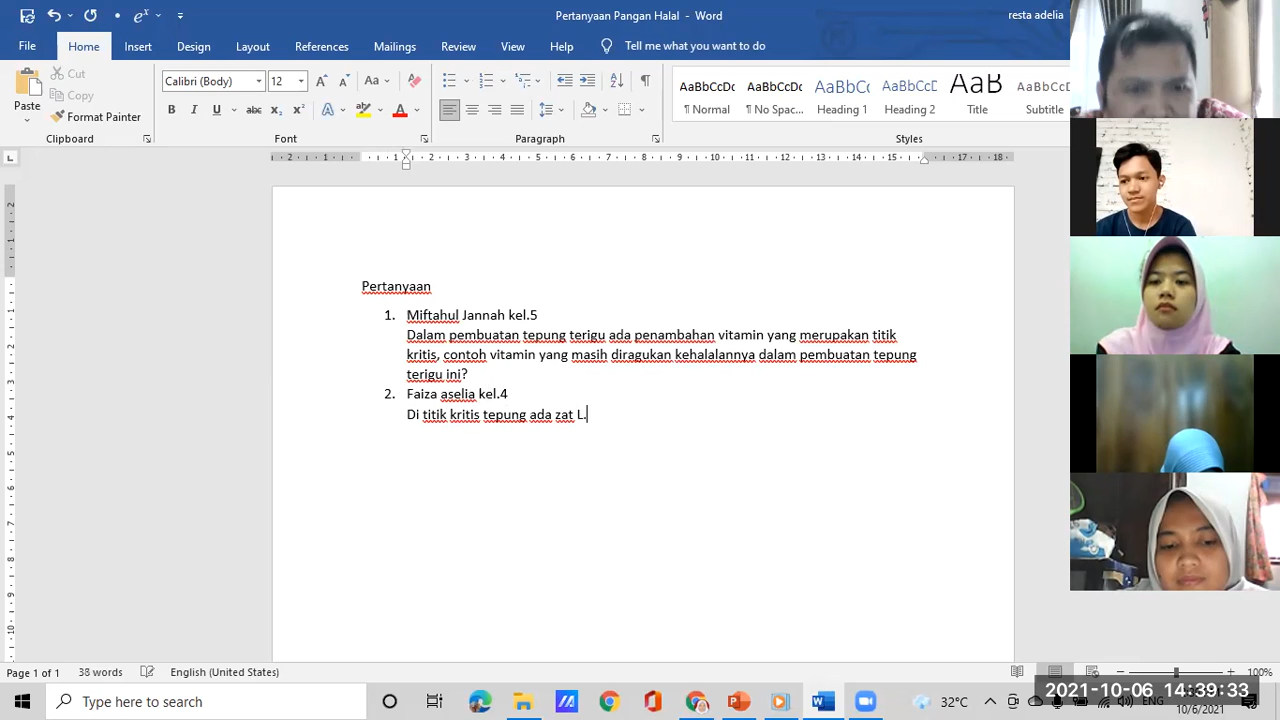 Pertanyaan Pangan Halal - Word
resta adelia
File Home Insert Design Layout References Mailings Review View Help Tell me what you want to do
Paste
Cut
Copy
Format Painter
Clipboard
Calibri (Body) 12
Font
Paragraph
AaBbCcDc AaBbCcDc AaBbCc AaBbCcD AaB AaBbCcD
¶ Normal ¶ No Spac... Heading 1 Heading 2 Title Subtitle
Styles
Pertanyaan
1. Miftahul Jannah kel.5
Dalam pembuatan tepung terigu ada penambahan vitamin yang merupakan titik
kritis, contoh vitamin yang masih diragukan kehalalannya dalam pembuatan tepung
terigu ini?
2. Faiza aselia kel.4
Di titik kritis tepung ada zat L.
Page 1 of 1 38 words English (United States) 100%
Type here to search
32°C ENG
2021-10-06 14:39:33
10/6/2021